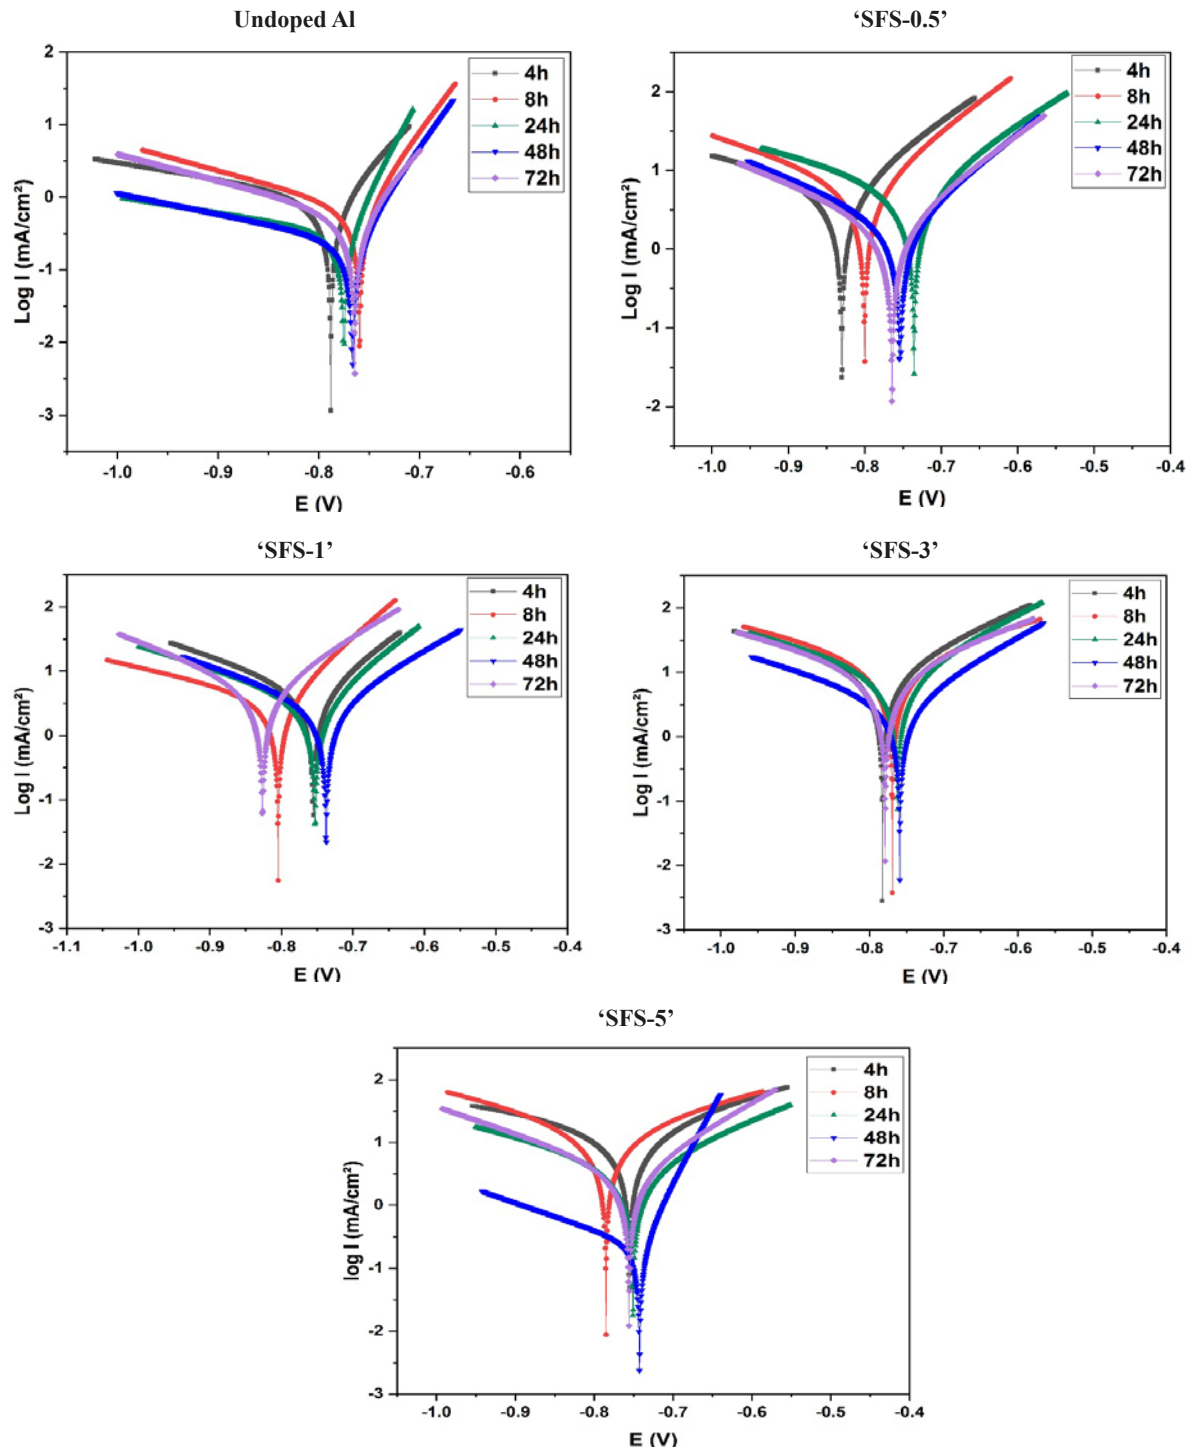 Undoped Al
2
1
0
-1
-2
-3
Log I (mA/cm²)
-1.0
-0.9
-0.8
-0.7
-0.6
E (V)
4h
8h
24h
48h
72h
‘SFS-0.5’
2
1
0
-1
-2
Log I (mA/cm²)
-1.0
-0.9
-0.8
-0.7
-0.6
-0.5
-0.4
E (V)
4h
8h
24h
48h
72h
‘SFS-1’
2
1
0
-1
-2
-3
Log I (mA/cm²)
-1.1
-1.0
-0.9
-0.8
-0.7
-0.6
-0.5
-0.4
E (V)
4h
8h
24h
48h
72h
‘SFS-3’
2
1
0
-1
-2
-3
Log I (mA/cm²)
-1.0
-0.9
-0.8
-0.7
-0.6
-0.5
-0.4
E (V)
4h
8h
24h
48h
72h
‘SFS-5’
2
1
0
-1
-2
-3
log I (mA/cm²)
-1.0
-0.9
-0.8
-0.7
-0.6
-0.5
-0.4
E (V)
4h
8h
24h
48h
72h